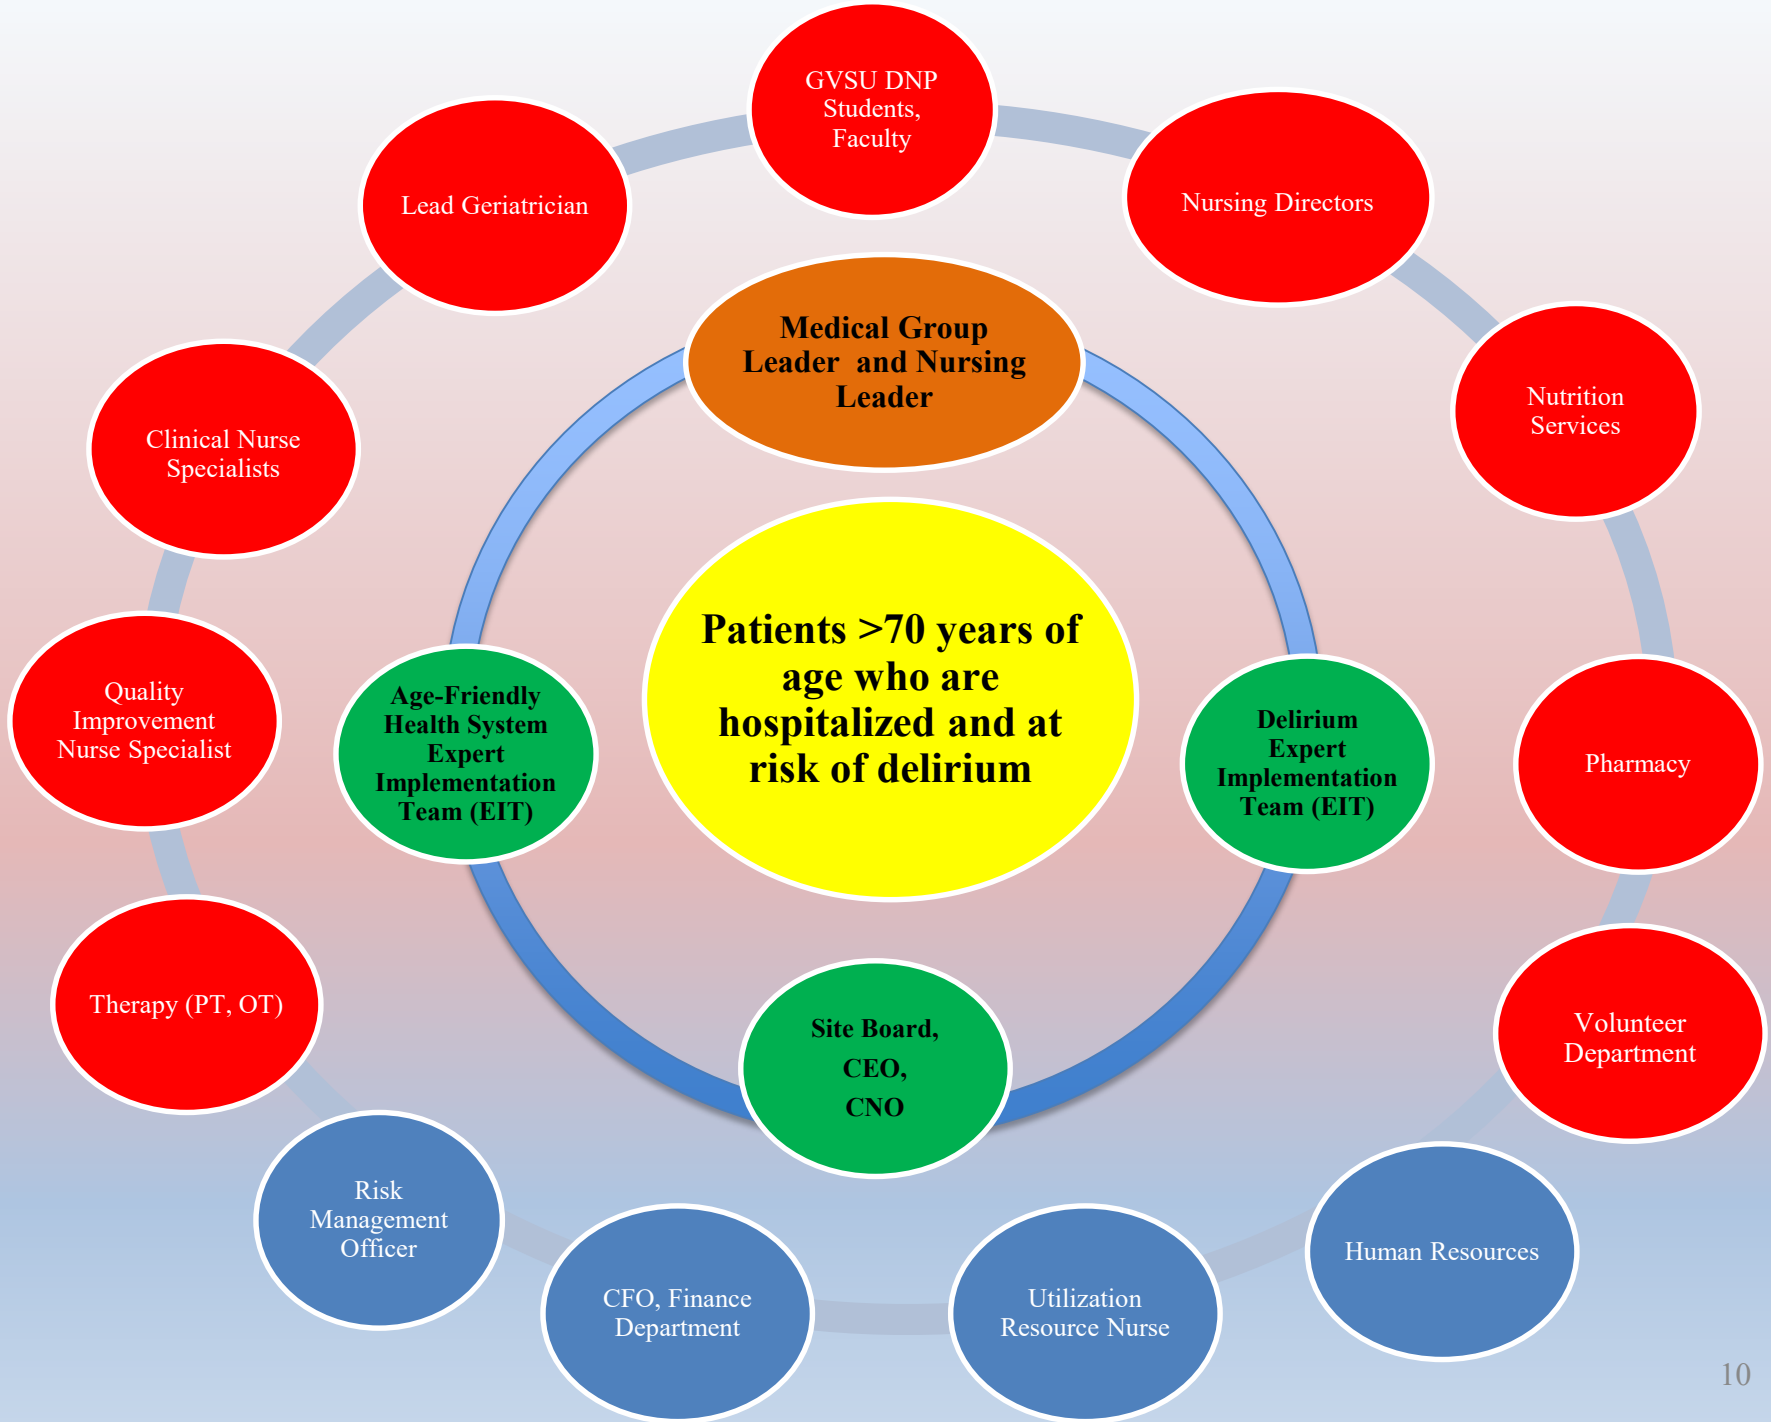 GVSU DNP
Students,
Faculty
Lead Geriatrician
Nursing Directors
Medical Group
Leader  and Nursing
Leader
Nutrition
Services
Clinical Nurse
Specialists
Patients >70 years of
age who are
hospitalized and at
risk of delirium
Quality
Improvement
Nurse Specialist
Age-Friendly
Health System
Expert
Implementation
Team (EIT)
Delirium
Expert
Implementation
Team (EIT)
Pharmacy
Therapy (PT, OT)
Site Board,
CEO,
CNO
Volunteer
Department
Risk
Management
Officer
CFO, Finance
Department
Utilization
Resource Nurse
Human Resources
10